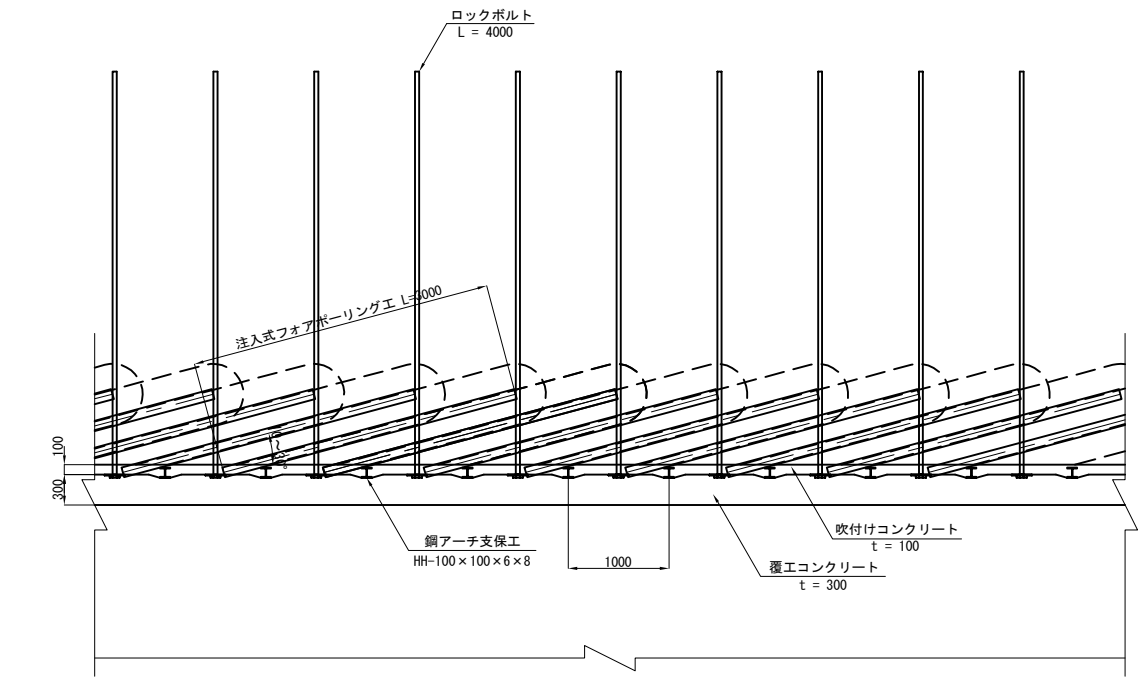 ロックボルト
L = 4000
注入式フォアポーリング工 L=3000
100
300
鋼アーチ支保工
HH-100×100×6×8
1000
吹付けコンクリート
t = 100
覆工コンクリート
t = 300